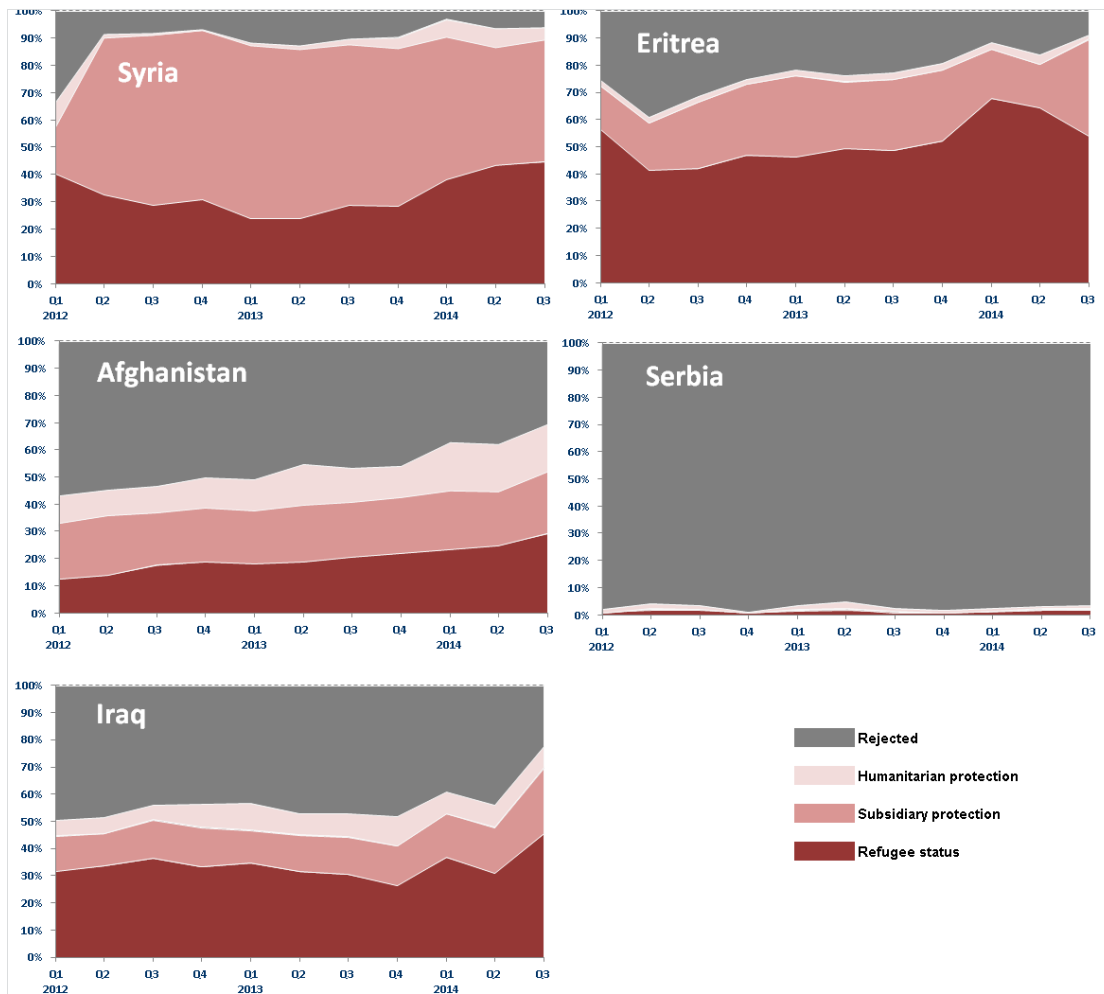 100%
90%
80%
70%
60%
50%
40%
30%
20%
10%
0%
Syria
Q1 Q2 Q3 Q4 Q1 Q2 Q3 Q4 Q1 Q2 Q3
2012 2013 2014
100%
90%
80%
70%
60%
50%
40%
30%
20%
10%
0%
Eritrea
Q1 Q2 Q3 Q4 Q1 Q2 Q3 Q4 Q1 Q2 Q3
2012 2013 2014
100%
90%
80%
70%
60%
50%
40%
30%
20%
10%
0%
Afghanistan
Q1 Q2 Q3 Q4 Q1 Q2 Q3 Q4 Q1 Q2 Q3
2012 2013 2014
100%
90%
80%
70%
60%
50%
40%
30%
20%
10%
0%
Serbia
Q1 Q2 Q3 Q4 Q1 Q2 Q3 Q4 Q1 Q2 Q3
2012 2013 2014
100%
90%
80%
70%
60%
50%
40%
30%
20%
10%
0%
Iraq
Q1 Q2 Q3 Q4 Q1 Q2 Q3 Q4 Q1 Q2 Q3
2012 2013 2014
Rejected
Humanitarian protection
Subsidiary protection
Refugee status